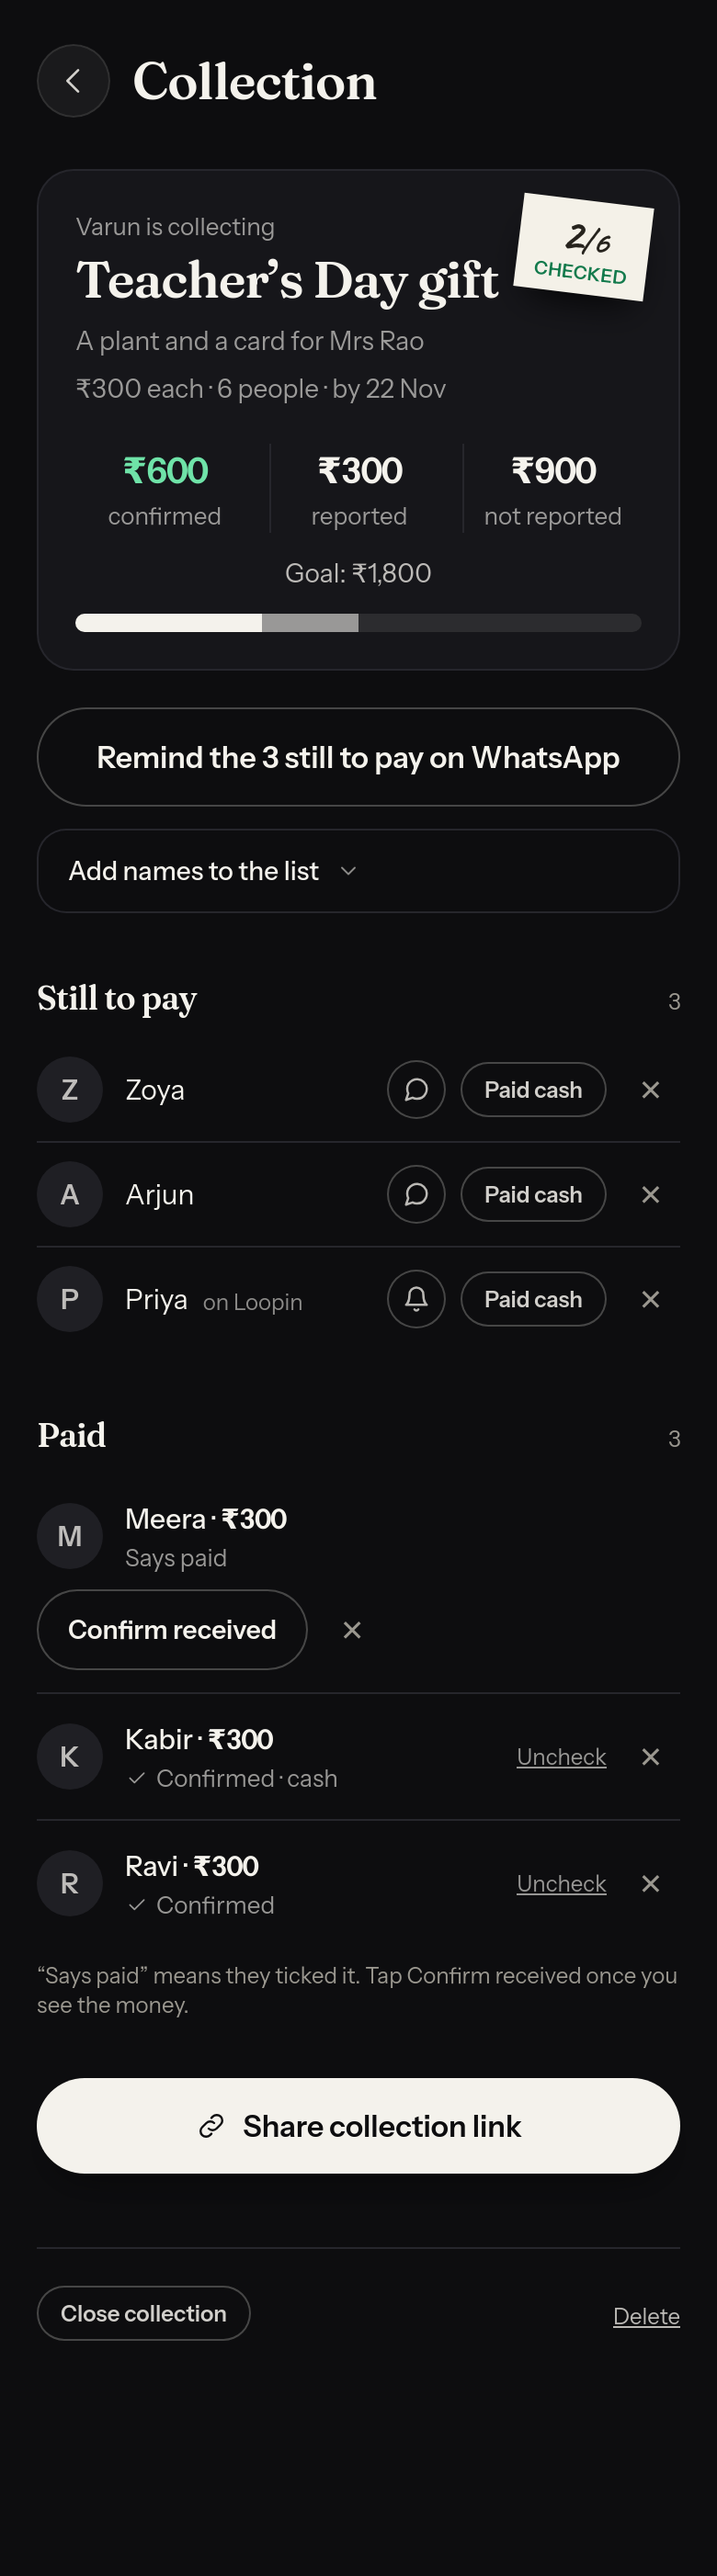 Collection
Varun is collecting
Teacher’s Day gift
2/6
CHECKED
A plant and a card for Mrs Rao
₹300 each · 6 people · by 22 Nov
₹600
confirmed
₹300
reported
₹900
not reported
Goal: ₹1,800
Remind the 3 still to pay on WhatsApp
Add names to the list
Still to pay 3
Z Zoya Paid cash
A Arjun Paid cash
P Priya on Loopin Paid cash
Paid 3
M Meera · ₹300
Says paid
Confirm received
K Kabir · ₹300
Confirmed · cash
Uncheck
R Ravi · ₹300
Confirmed
Uncheck
“Says paid” means they ticked it. Tap Confirm received once you
see the money.
Share collection link
Close collection Delete